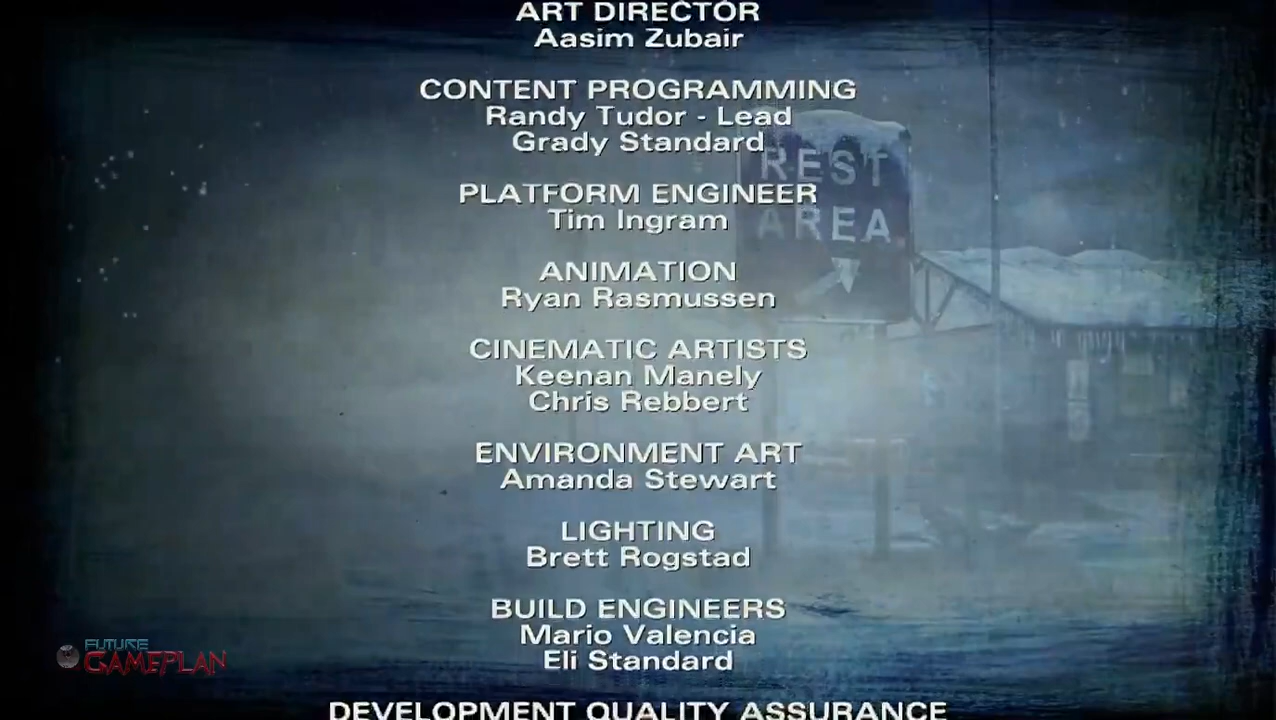 ART DIRECTOR
Aasim Zubair
CONTENT PROGRAMMING
Randy Tudor - Lead
Grady Standard
PLATFORM ENGINEER
Tim Ingram
ANIMATION
Ryan Rasmussen
CINEMATIC ARTISTS
Keenan Manely
Chris Rebbert
ENVIRONMENT ART
Amanda Stewart
LIGHTING
Brett Rogstad
BUILD ENGINEERS
Mario Valencia
Eli Standard
DEVELOPMENT QUALITY ASSURANCE
REST
AREA
FUTURE
GAMEPLAN